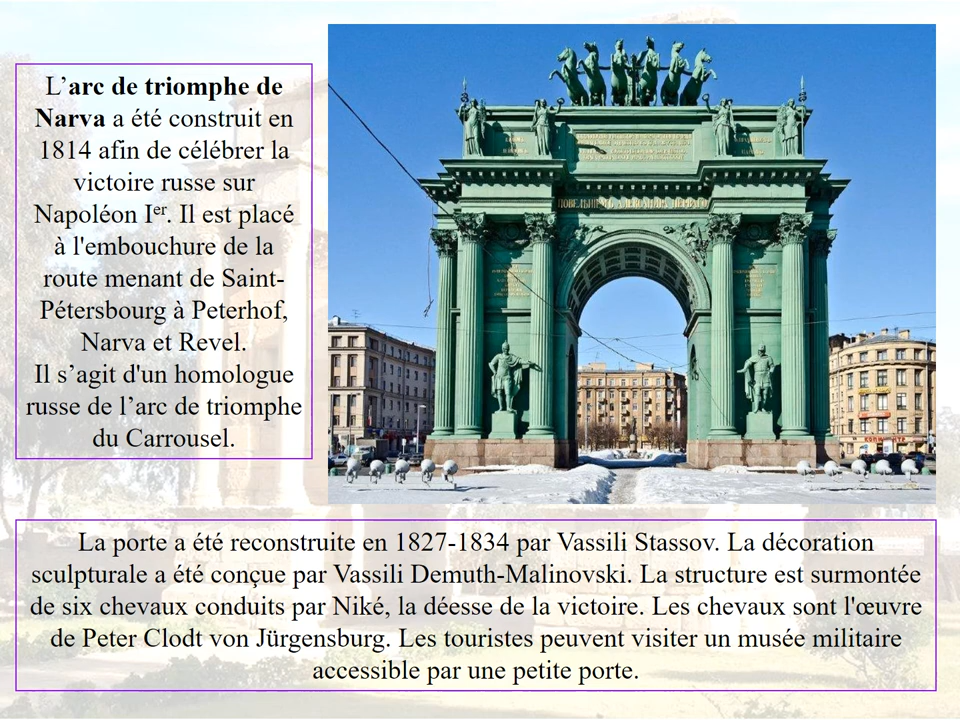 L’arc de triomphe de
Narva a été construit en
1814 afin de célébrer la
victoire russe sur
Napoléon Ier. Il est placé
à l'embouchure de la
route menant de Saint-
Pétersbourg à Peterhof,
Narva et Revel.
Il s’agit d'un homologue
russe de l’arc de triomphe
du Carrousel.
La porte a été reconstruite en 1827-1834 par Vassili Stassov. La décoration
sculpturale a été conçue par Vassili Demuth-Malinovski. La structure est surmontée
de six chevaux conduits par Niké, la déesse de la victoire. Les chevaux sont l'œuvre
de Peter Clodt von Jürgensburg. Les touristes peuvent visiter un musée militaire
accessible par une petite porte.